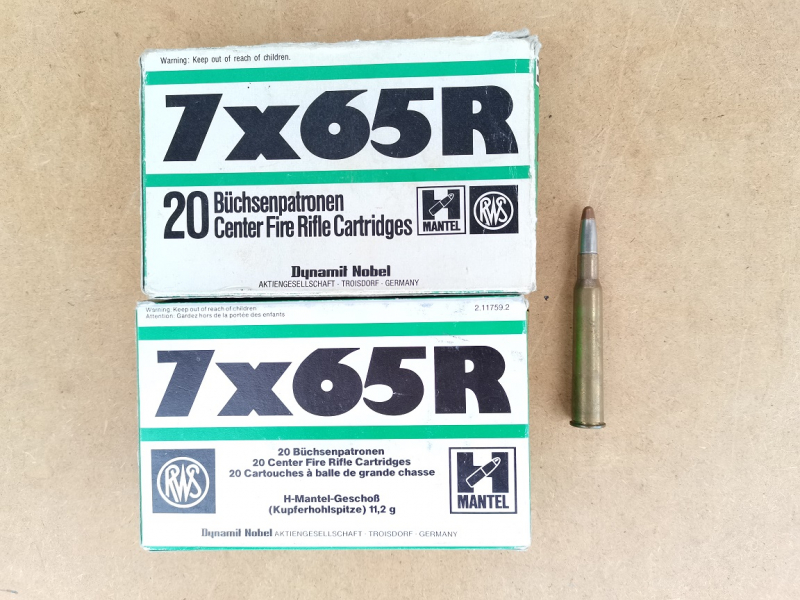 Warning: Keep out of reach of children.
7x65R
20 Büchsenpatronen
Center Fire Rifle Cartridges
H
MANTEL
RWS
Dynamit Nobel
AKTIENGESELLSCHAFT · TROISDORF · GERMANY
Warning: Keep out of reach of children
Attention: Gardez hors de la portée des enfants
2.11759.2
7x65R
RWS
20 Büchsenpatronen
20 Center Fire Rifle Cartridges
20 Cartouches à balle de grande chasse
H-Mantel-Geschoß
(Kupferhohlspitze) 11,2 g
H
MANTEL
Dynamit Nobel AKTIENGESELLSCHAFT · TROISDORF · GERMANY